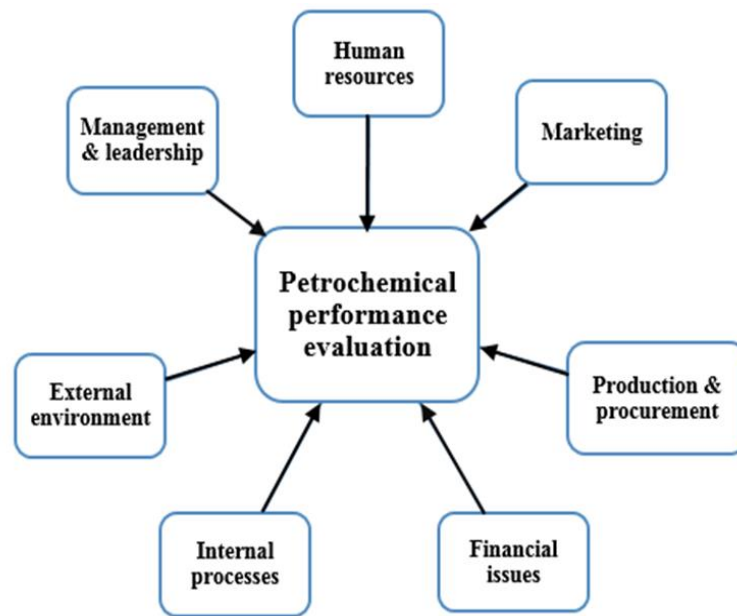 Human
resources
Management
& leadership
Marketing
Petrochemical
performance
evaluation
External
environment
Production &
procurement
Internal
processes
Financial
issues